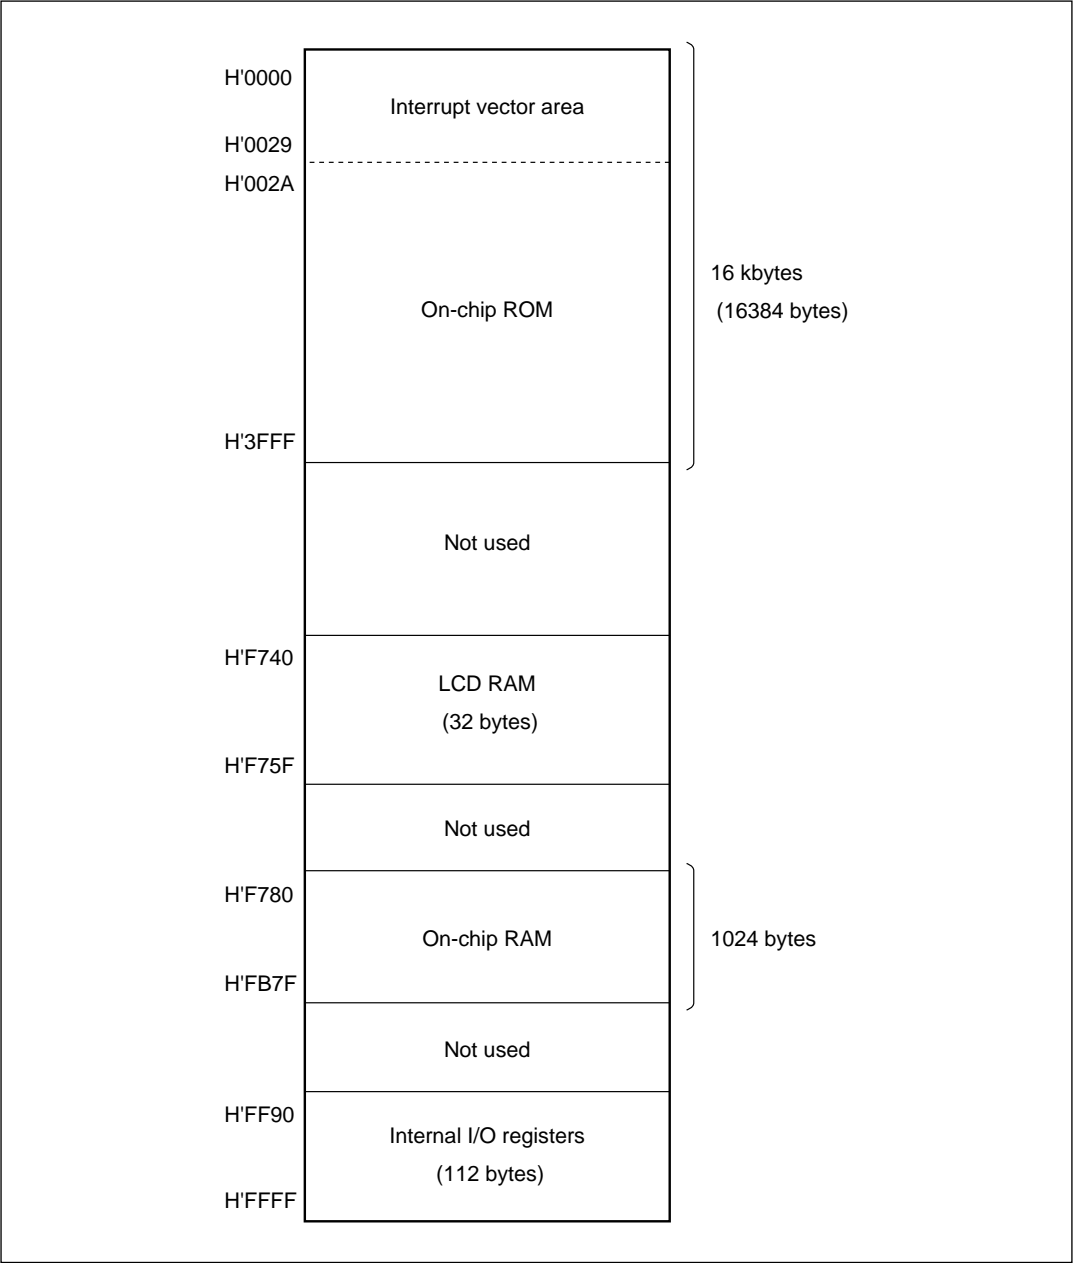 H'0000
Interrupt vector area
H'0029
H'002A
16 kbytes
On-chip ROM
(16384 bytes)
H'3FFF
Not used
H'F740
LCD RAM
(32 bytes)
H'F75F
Not used
H'F780
On-chip RAM
1024 bytes
H'FB7F
Not used
H'FF90
Internal I/O registers
(112 bytes)
H'FFFF